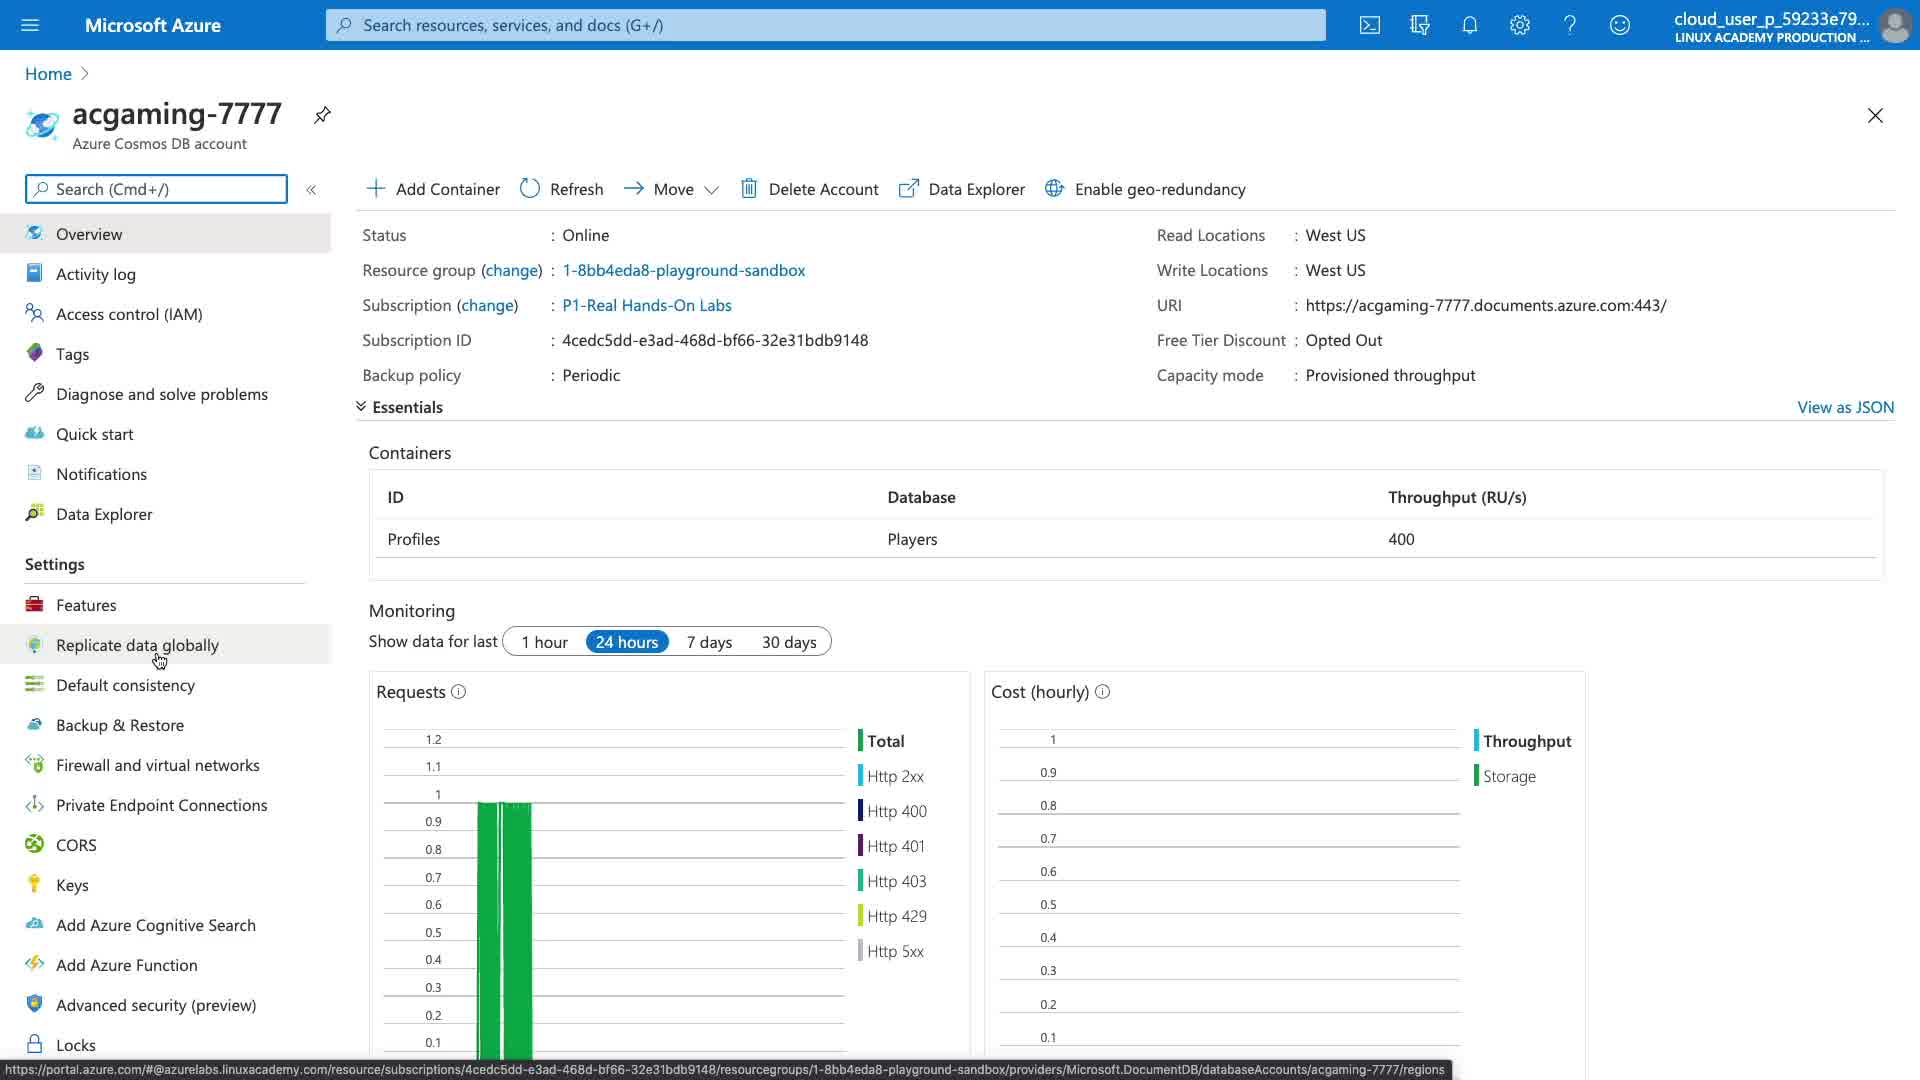 Microsoft Azure
Search resources, services, and docs (G+/)
cloud_user_p_59233e79...
LINUX ACADEMY PRODUCTION ...
Home
acgaming-7777
Azure Cosmos DB account
Search (Cmd+/)
«
Add Container
Refresh
Move
Delete Account
Data Explorer
Enable geo-redundancy
Overview
Activity log
Access control (IAM)
Tags
Diagnose and solve problems
Quick start
Notifications
Data Explorer
Settings
Features
Replicate data globally
Default consistency
Backup & Restore
Firewall and virtual networks
Private Endpoint Connections
CORS
Keys
Add Azure Cognitive Search
Add Azure Function
Advanced security (preview)
Locks
Status : Online
Resource group (change) : 1-8bb4eda8-playground-sandbox
Subscription (change) : P1-Real Hands-On Labs
Subscription ID : 4cedc5dd-e3ad-468d-bf66-32e31bdb9148
Backup policy : Periodic
Read Locations : West US
Write Locations : West US
URI : https://acgaming-7777.documents.azure.com:443/
Free Tier Discount : Opted Out
Capacity mode : Provisioned throughput
Essentials
View as JSON
Containers
ID Database Throughput (RU/s)
Profiles Players 400
Monitoring
Show data for last 1 hour 24 hours 7 days 30 days
Requests
1.2
1.1
1
0.9
0.8
0.7
0.6
0.5
0.4
0.3
0.2
0.1
Total
Http 2xx
Http 400
Http 401
Http 403
Http 429
Http 5xx
Cost (hourly)
1
0.9
0.8
0.7
0.6
0.5
0.4
0.3
0.2
0.1
Throughput
Storage
https://portal.azure.com/#@azurelabs.linuxacademy.com/resource/subscriptions/4cedc5dd-e3ad-468d-bf66-32e31bdb9148/resourcegroups/1-8bb4eda8-playground-sandbox/providers/Microsoft.DocumentDB/databaseAccounts/acgaming-7777/regions